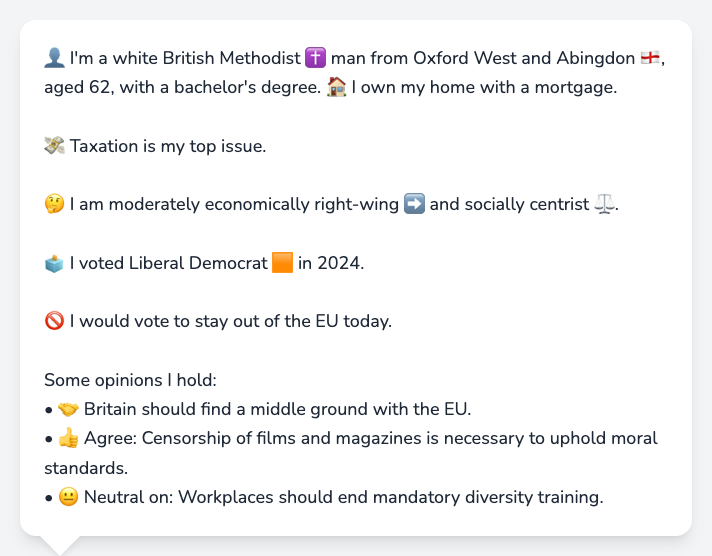 👤 I'm a white British Methodist ✝️ man from Oxford West and Abingdon 🏴󠁧󠁢󠁥󠁮󠁧󠁿,
aged 62, with a bachelor's degree. 🏠 I own my home with a mortgage.
💸 Taxation is my top issue.
🤔 I am moderately economically right-wing ➡️ and socially centrist ⚖️.
🗳️ I voted Liberal Democrat 🟧 in 2024.
🚫 I would vote to stay out of the EU today.
Some opinions I hold:
• 🤝 Britain should find a middle ground with the EU.
• 👍 Agree: Censorship of films and magazines is necessary to uphold moral
standards.
• 😐 Neutral on: Workplaces should end mandatory diversity training.